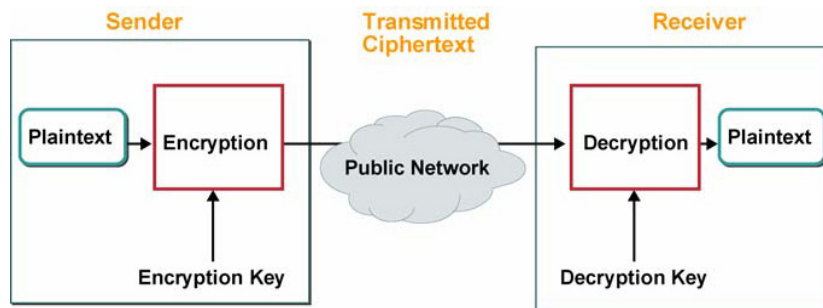 Sender
Transmitted
Ciphertext
Receiver
Plaintext
Encryption
Public Network
Decryption
Plaintext
Encryption Key
Decryption Key